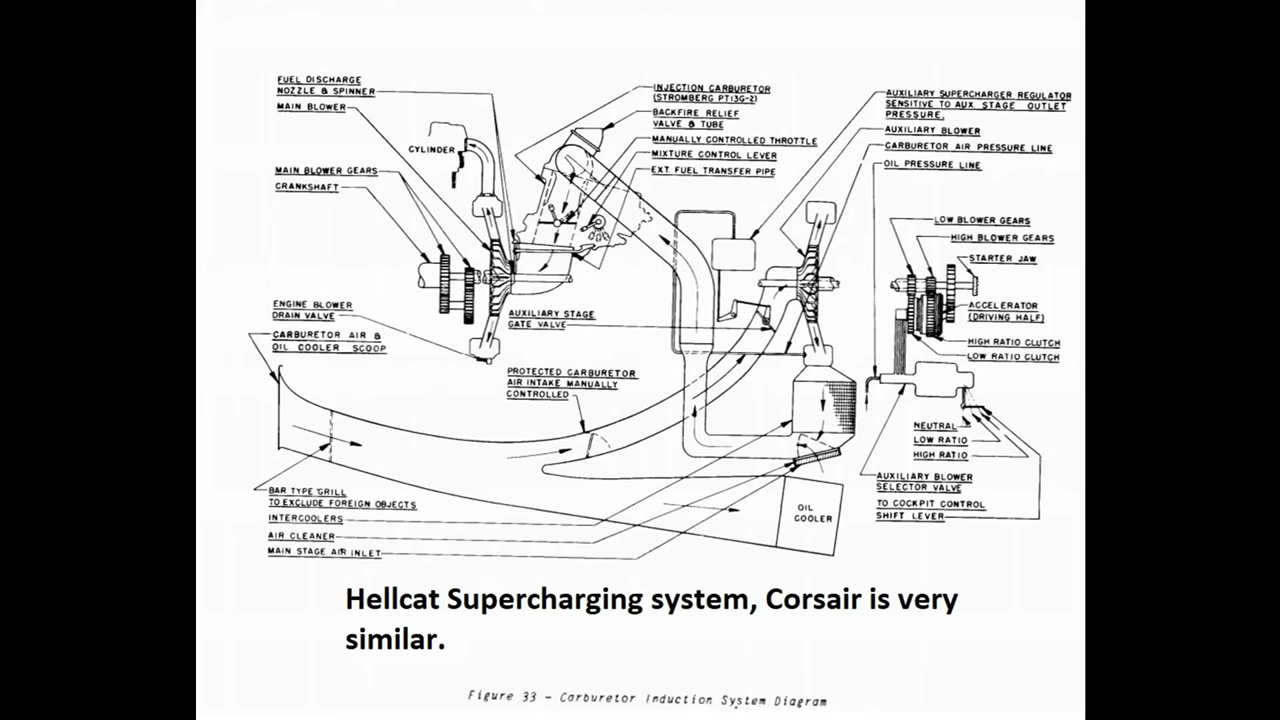 FUEL DISCHARGE
NOZZLE & SPINNER
MAIN BLOWER
CYLINDER
MAIN BLOWER GEARS
CRANKSHAFT
ENGINE BLOWER
DRAIN VALVE
CARBURETOR AIR &
OIL COOLER SCOOP
INJECTION CARBURETOR
(STROMBERG PT13G-2)
BACKFIRE RELIEF
VALVE & TUBE
MANUALLY CONTROLLED THROTTLE
MIXTURE CONTROL LEVER
EXT. FUEL TRANSFER PIPE
AUXILIARY STAGE
GATE VALVE
PROTECTED CARBURETOR
AIR INTAKE MANUALLY
CONTROLLED
AUXILIARY SUPERCHARGER REGULATOR
SENSITIVE TO AUX. STAGE OUTLET
PRESSURE.
AUXILIARY BLOWER
CARBURETOR AIR PRESSURE LINE
OIL PRESSURE LINE
LOW BLOWER GEARS
HIGH BLOWER GEARS
STARTER JAW
ACCELERATOR
(DRIVING HALF)
HIGH RATIO CLUTCH
LOW RATIO CLUTCH
NEUTRAL
LOW RATIO
HIGH RATIO
AUXILIARY BLOWER
SELECTOR VALVE
TO COCKPIT CONTROL
SHIFT LEVER
BAR TYPE GRILL
TO EXCLUDE FOREIGN OBJECTS
INTERCOOLERS
AIR CLEANER
MAIN STAGE AIR INLET
OIL
COOLER
Hellcat Supercharging system, Corsair is very
similar.
Figure 33 - Carburetor Induction System Diagram